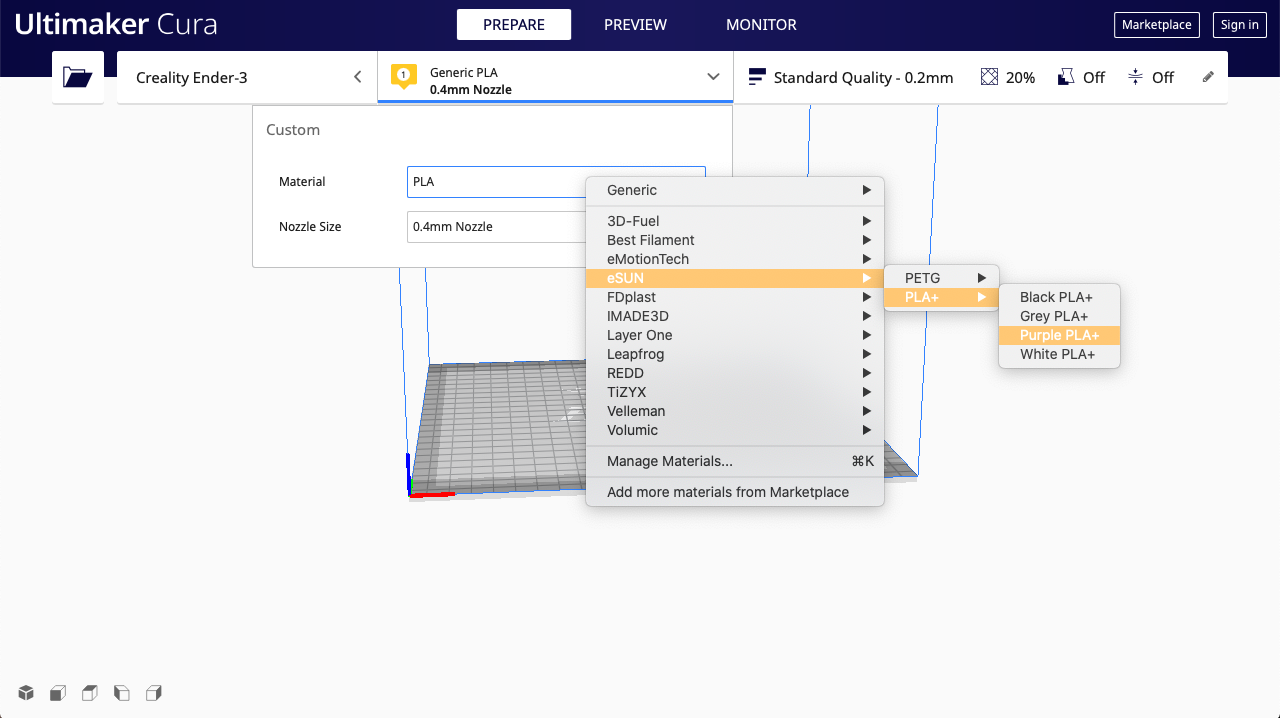 Ultimaker Cura
PREPARE
PREVIEW
MONITOR
Marketplace
Sign in
Creality Ender-3
1
Generic PLA
0.4mm Nozzle
Standard Quality - 0.2mm
20%
Off
Off
Custom
Material
PLA
Nozzle Size
0.4mm Nozzle
Generic
3D-Fuel
Best Filament
eMotionTech
eSUN
FDplast
IMADE3D
Layer One
Leapfrog
REDD
TiZYX
Velleman
Volumic
Manage Materials... ⌘K
Add more materials from Marketplace
PETG
PLA+
Black PLA+
Grey PLA+
Purple PLA+
White PLA+